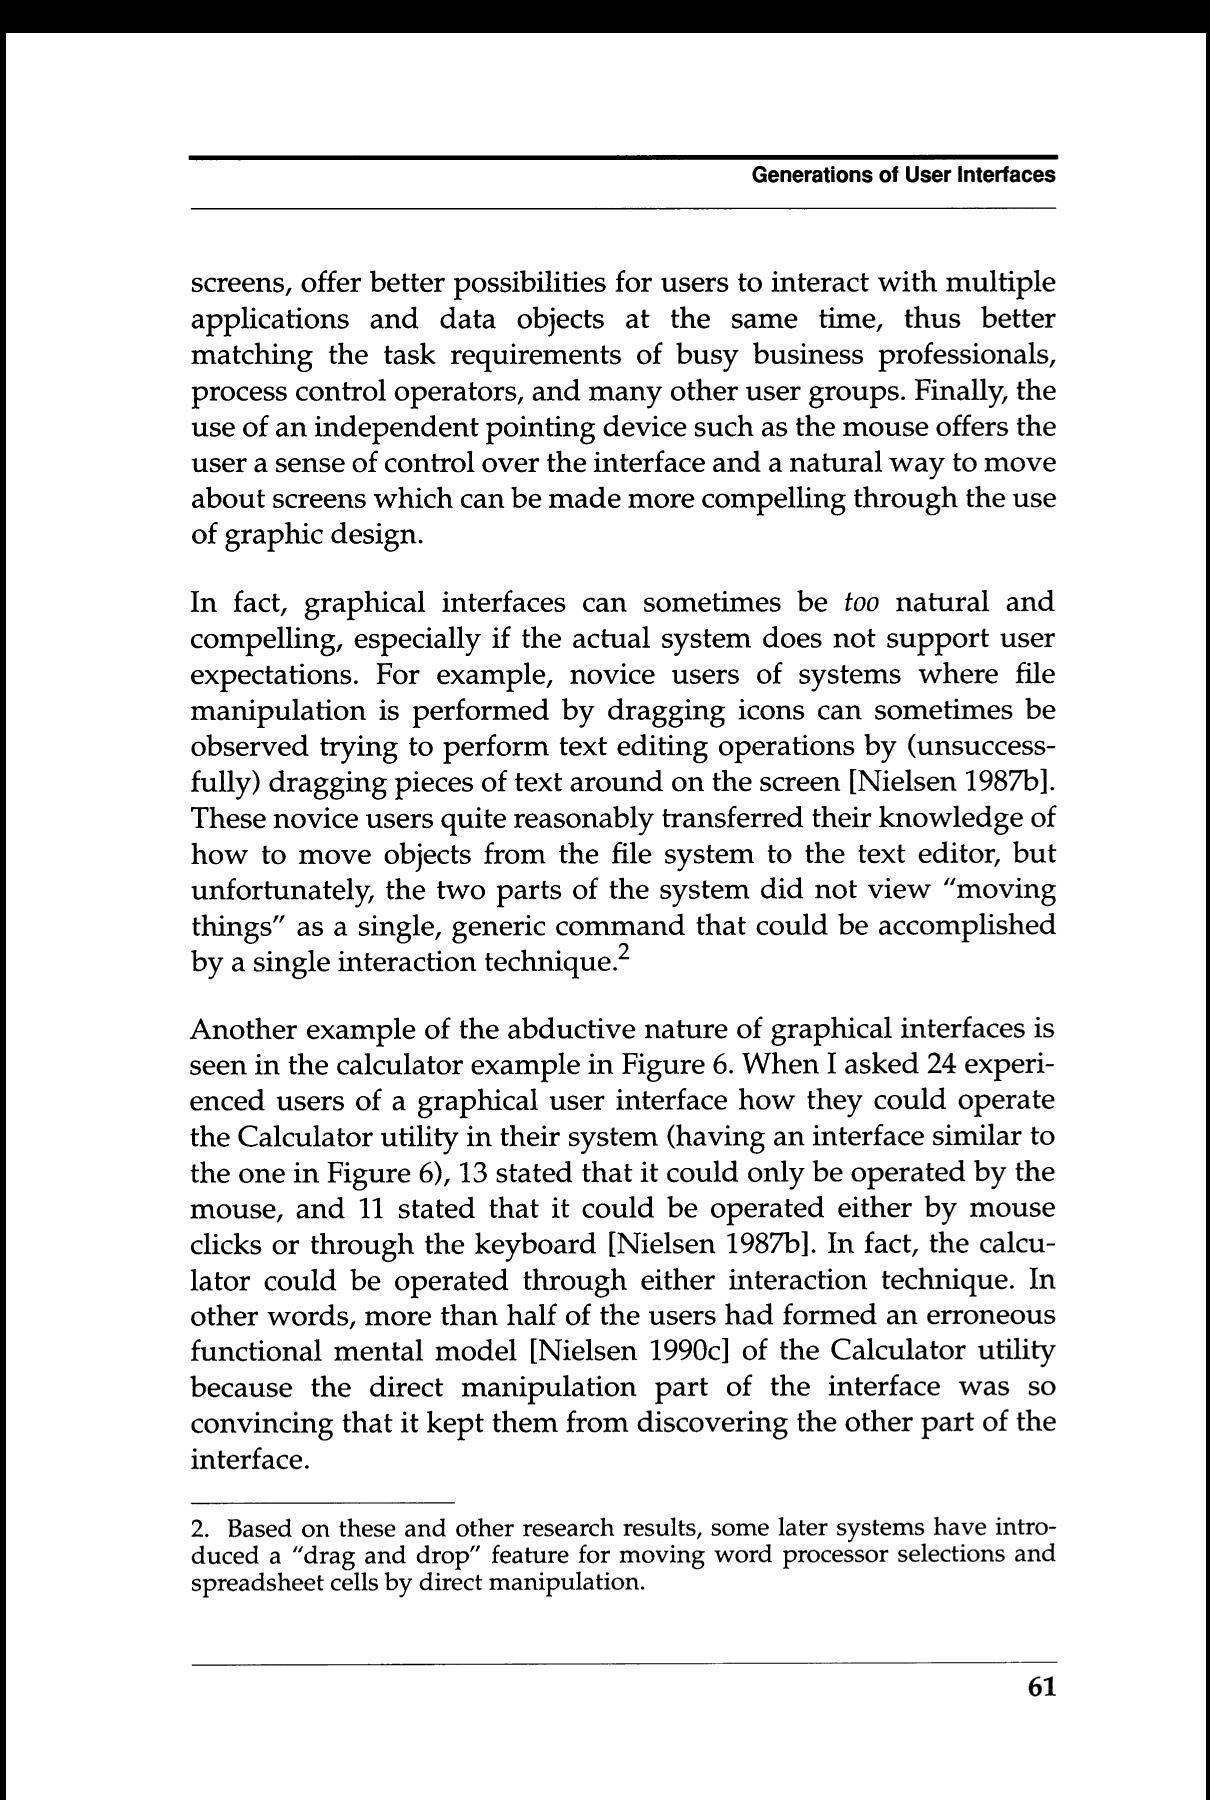 Generations of User Interfaces
screens, offer better possibilities for users to interact with multiple
applications and data objects at the same time, thus better
matching the task requirements of busy business professionals,
process control operators, and many other user groups. Finally, the
use of an independent pointing device such as the mouse offers the
user a sense of control over the interface and a natural way to move
about screens which can be made more compelling through the use
of graphic design.
In fact, graphical interfaces can sometimes be too natural and
compelling, especially if the actual system does not support user
expectations. For example, novice users of systems where file
manipulation is performed by dragging icons can sometimes be
observed trying to perform text editing operations by (unsuccess-
fully) dragging pieces of text around on the screen [Nielsen 1987b].
These novice users quite reasonably transferred their knowledge of
how to move objects from the file system to the text editor, but
unfortunately, the two parts of the system did not view "moving
things" as a single, generic command that could be accomplished
by a single interaction technique.2
Another example of the abductive nature of graphical interfaces is
seen in the calculator example in Figure 6. When I asked 24 experi-
enced users of a graphical user interface how they could operate
the Calculator utility in their system (having an interface similar to
the one in Figure 6), 13 stated that it could only be operated by the
mouse, and 11 stated that it could be operated either by mouse
clicks or through the keyboard [Nielsen 1987b]. In fact, the calcu-
lator could be operated through either interaction technique. In
other words, more than half of the users had formed an erroneous
functional mental model [Nielsen 1990c] of the Calculator utility
because the direct manipulation part of the interface was so
convincing that it kept them from discovering the other part of the
interface.
2. Based on these and other research results, some later systems have intro-
duced a "drag and drop" feature for moving word processor selections and
spreadsheet cells by direct manipulation.
61